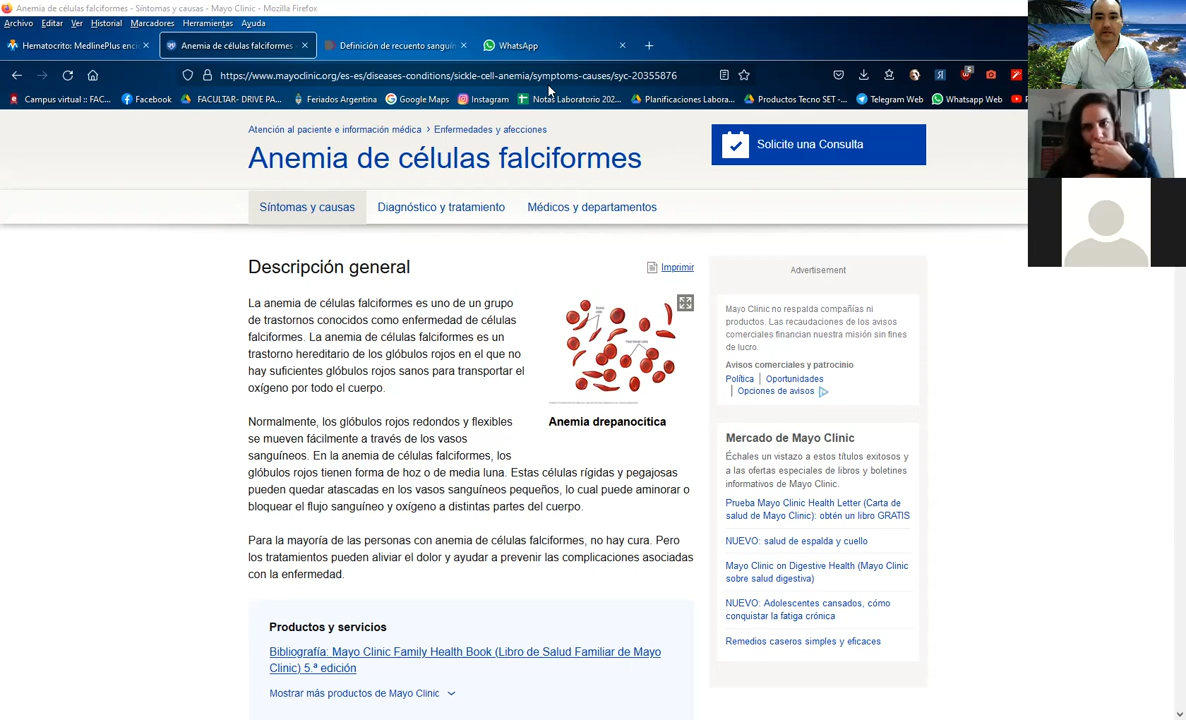 Anemia de células falciformes - Síntomas y causas - Mayo Clinic - Mozilla Firefox
Archivo Editar Ver Historial Marcadores Herramientas Ayuda
Hematocrito: MedlinePlus enci
Anemia de células falciformes -
Definición de recuento sanguín
WhatsApp
https://www.mayoclinic.org/es-es/diseases-conditions/sickle-cell-anemia/symptoms-causes/syc-20355876
5
Campus virtual :: FAC...
Facebook
FACULTAR- DRIVE PA...
Feriados Argentina
Google Maps
Instagram
Notas Laboratorio 202...
Planificaciones Labora...
Productos Tecno SET -...
Telegram Web
Whatsapp Web
Atención al paciente e información médica > Enfermedades y afecciones
Anemia de células falciformes
Solicite una Consulta
Síntomas y causas
Diagnóstico y tratamiento
Médicos y departamentos
Descripción general
Imprimir
La anemia de células falciformes es uno de un grupo
de trastornos conocidos como enfermedad de células
falciformes. La anemia de células falciformes es un
trastorno hereditario de los glóbulos rojos en el que no
hay suficientes glóbulos rojos sanos para transportar el
oxígeno por todo el cuerpo.
Anemia drepanocítica
Normalmente, los glóbulos rojos redondos y flexibles
se mueven fácilmente a través de los vasos
sanguíneos. En la anemia de células falciformes, los
glóbulos rojos tienen forma de hoz o de media luna. Estas células rígidas y pegajosas
pueden quedar atascadas en los vasos sanguíneos pequeños, lo cual puede aminorar o
bloquear el flujo sanguíneo y oxígeno a distintas partes del cuerpo.
Para la mayoría de las personas con anemia de células falciformes, no hay cura. Pero
los tratamientos pueden aliviar el dolor y ayudar a prevenir las complicaciones asociadas
con la enfermedad.
Productos y servicios
Bibliografía: Mayo Clinic Family Health Book (Libro de Salud Familiar de Mayo
Clinic) 5.ª edición
Mostrar más productos de Mayo Clinic
Advertisement
Mayo Clinic no respalda compañías ni
productos. Las recaudaciones de los avisos
comerciales financian nuestra misión sin fines
de lucro.
Avisos comerciales y patrocinio
Política | Oportunidades
| Opciones de avisos
Mercado de Mayo Clinic
Échales un vistazo a estos títulos exitosos y
a las ofertas especiales de libros y boletines
informativos de Mayo Clinic.
Prueba Mayo Clinic Health Letter (Carta de
salud de Mayo Clinic): obtén un libro GRATIS
NUEVO: salud de espalda y cuello
Mayo Clinic on Digestive Health (Mayo Clinic
sobre salud digestiva)
NUEVO: Adolescentes cansados, cómo
conquistar la fatiga crónica
Remedios caseros simples y eficaces